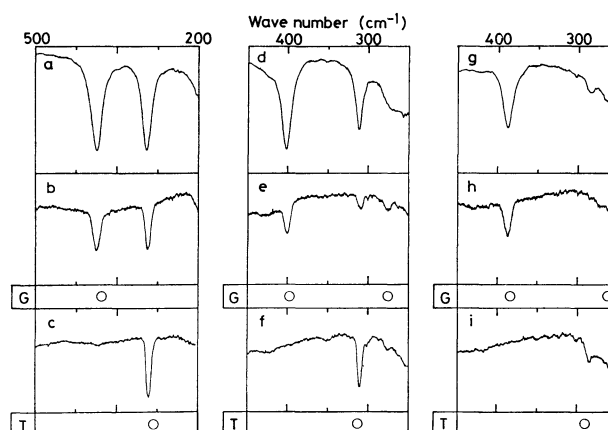 Wave number (cm⁻¹)
500 200 400 300 400 300
a d g
b e h
G G G
c f i
T T T